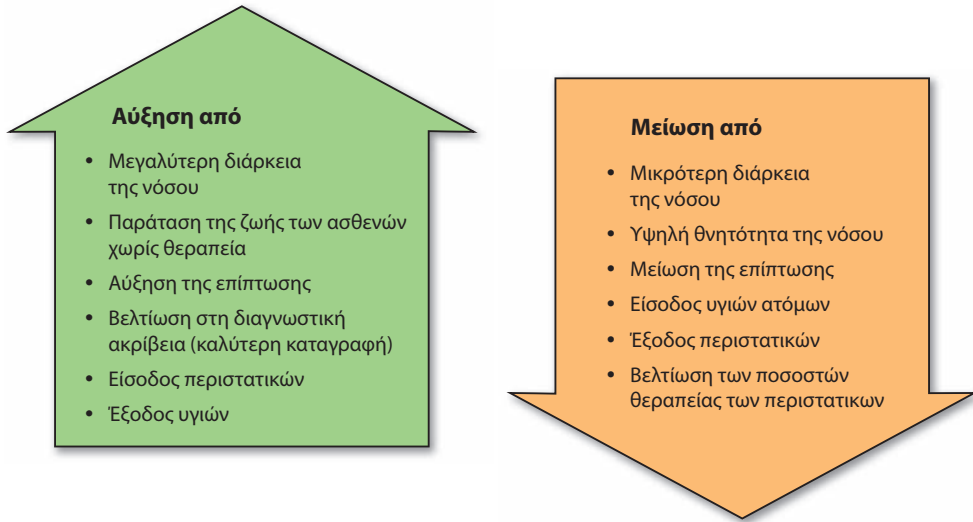 Αύξηση από
• Μεγαλύτερη διάρκεια
της νόσου
• Παράταση της ζωής των ασθενών
χωρίς θεραπεία
• Αύξηση της επίπτωσης
• Βελτίωση στη διαγνωστική
ακρίβεια (καλύτερη καταγραφή)
• Είσοδος περιστατικών
• Έξοδος υγιών
Μείωση από
• Μικρότερη διάρκεια
της νόσου
• Υψηλή θνητότητα της νόσου
• Μείωση της επίπτωσης
• Είσοδος υγιών ατόμων
• Έξοδος περιστατικών
• Βελτίωση των ποσοστών
θεραπείας των περιστατικων